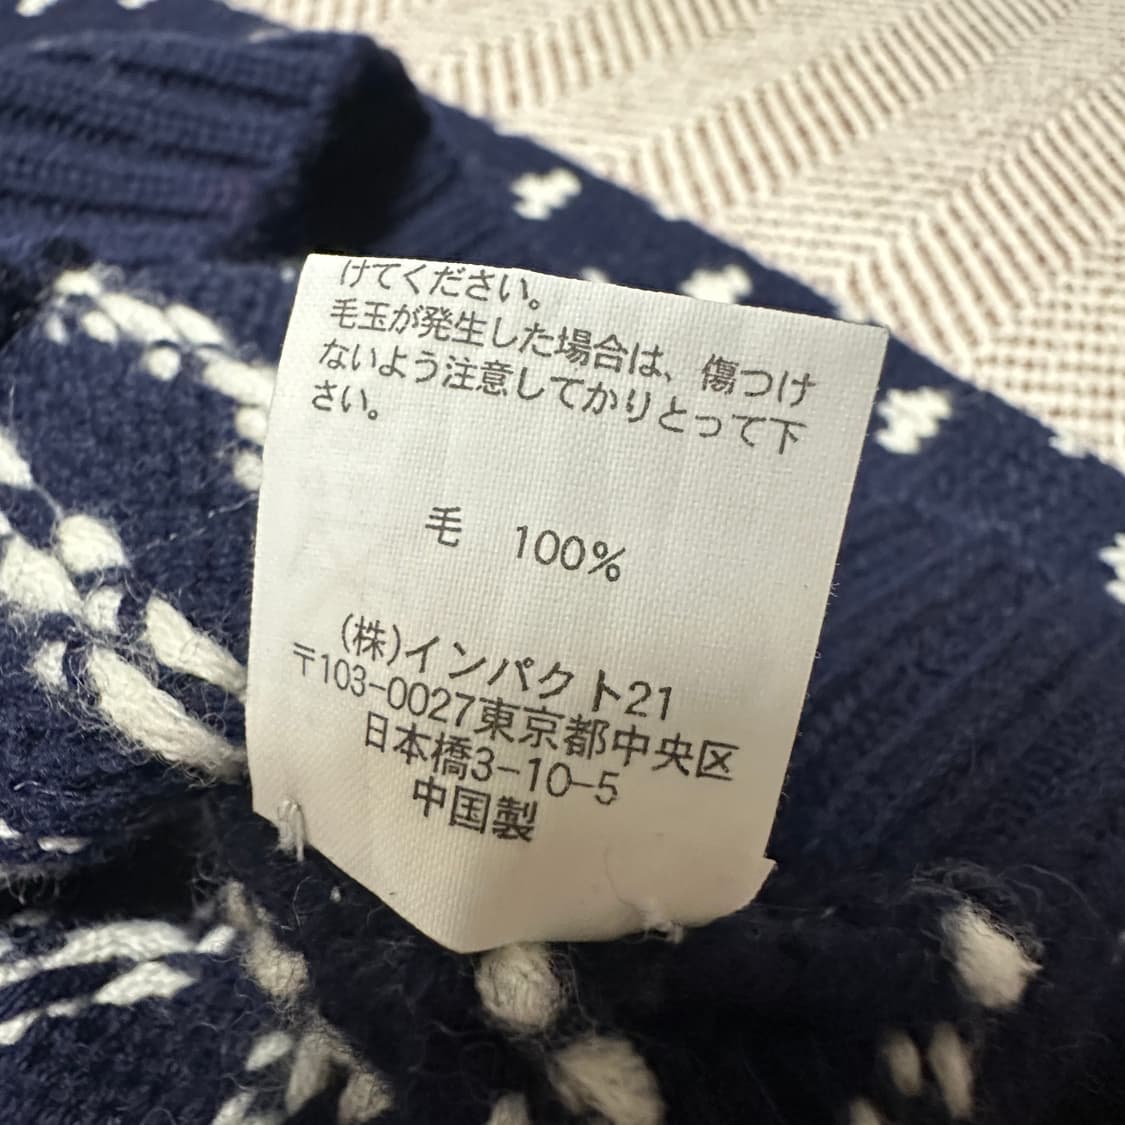 けてください。
毛玉が発生した場合は、傷つけ
ないよう注意してかりとって下
さい。
毛 100%
(株)インパクト21
〒103-0027東京都中央区
日本橋3-10-5
中国製